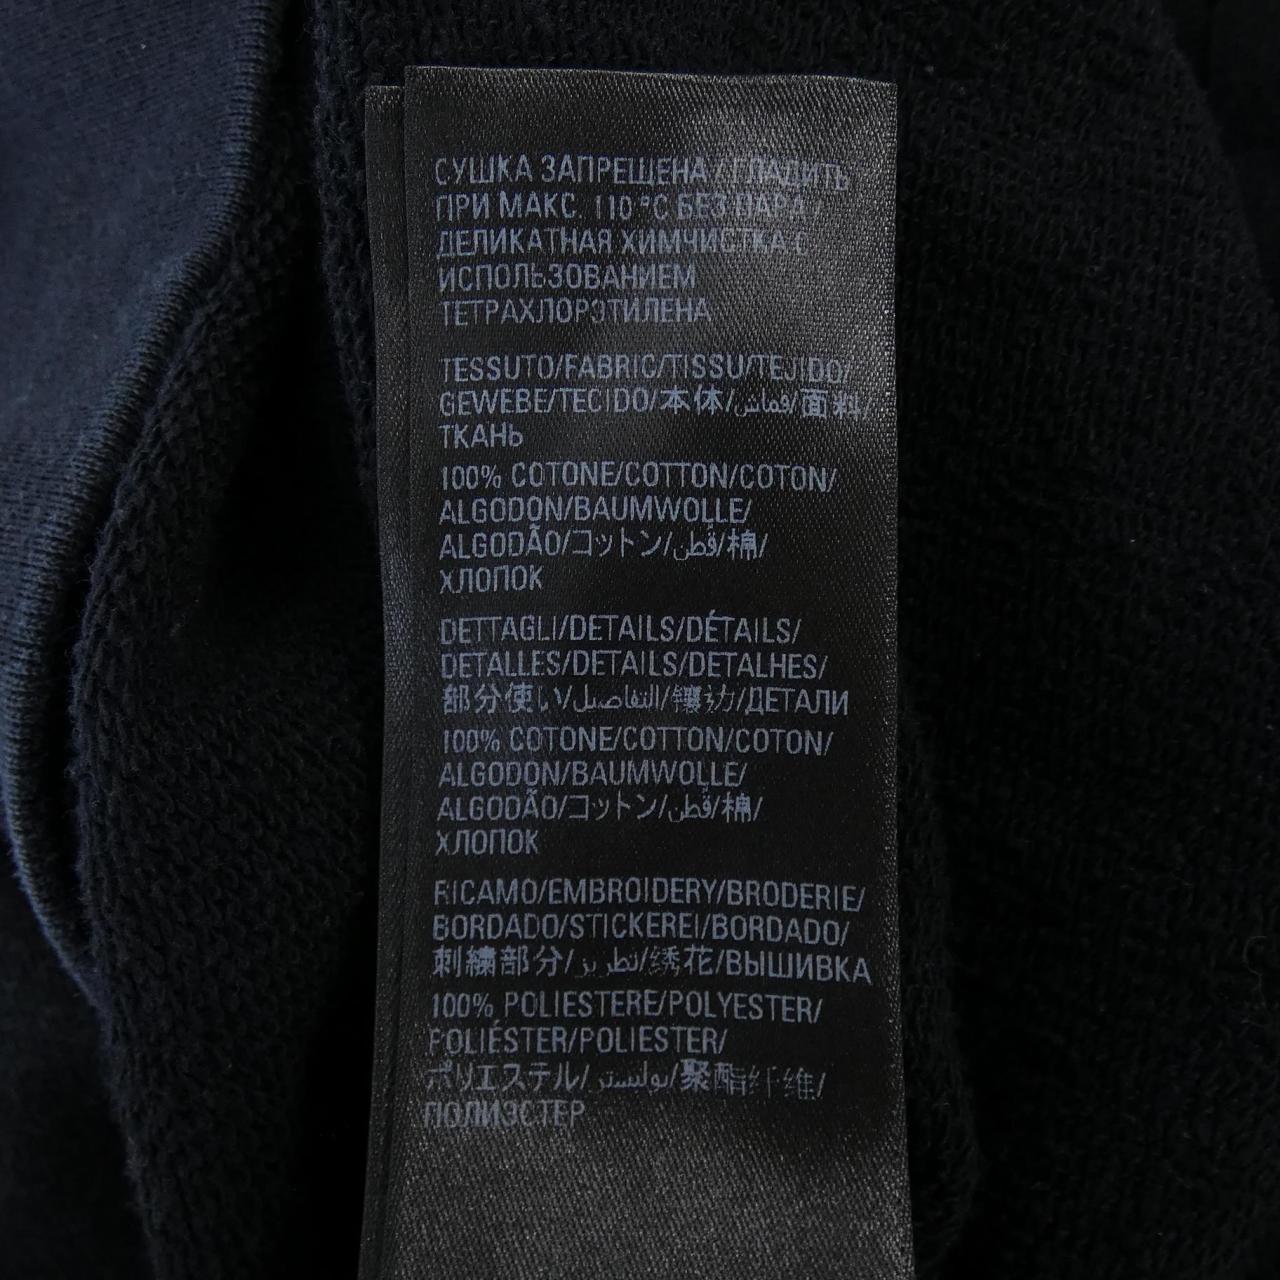 СУШКА ЗАПРЕЩЕНА / ГЛАДИТЬ
ПРИ МАКС. 110 °C БЕЗ ПАРА /
ДЕЛИКАТНАЯ ХИМЧИСТКА С
ИСПОЛЬЗОВАНИЕМ
ТЕТРАХЛОРЭТИЛЕНА
TESSUTO/FABRIC/TISSU/TEJIDO/
GEWEBE/TECIDO/本体/قماش/面料/
ТКАНЬ
100% COTONE/COTTON/COTON/
ALGODON/BAUMWOLLE/
ALGODÃO/コットン/قطن/棉/
ХЛОПОК
DETTAGLI/DETAILS/DÉTAILS/
DETALLES/DETAILS/DETALHES/
部分使い/التفاصيل/镶边/ДЕТАЛИ
100% COTONE/COTTON/COTON/
ALGODON/BAUMWOLLE/
ALGODÃO/コットン/قطن/棉/
ХЛОПОК
RICAMO/EMBROIDERY/BRODERIE/
BORDADO/STICKEREI/BORDADO/
刺繍部分/تطريز/绣花/ВЫШИВКА
100% POLIESTERE/POLYESTER/
POLIÉSTER/POLIESTER/
ポリエステル/بوليستر/聚酯纤维/
ПОЛИЭСТЕР